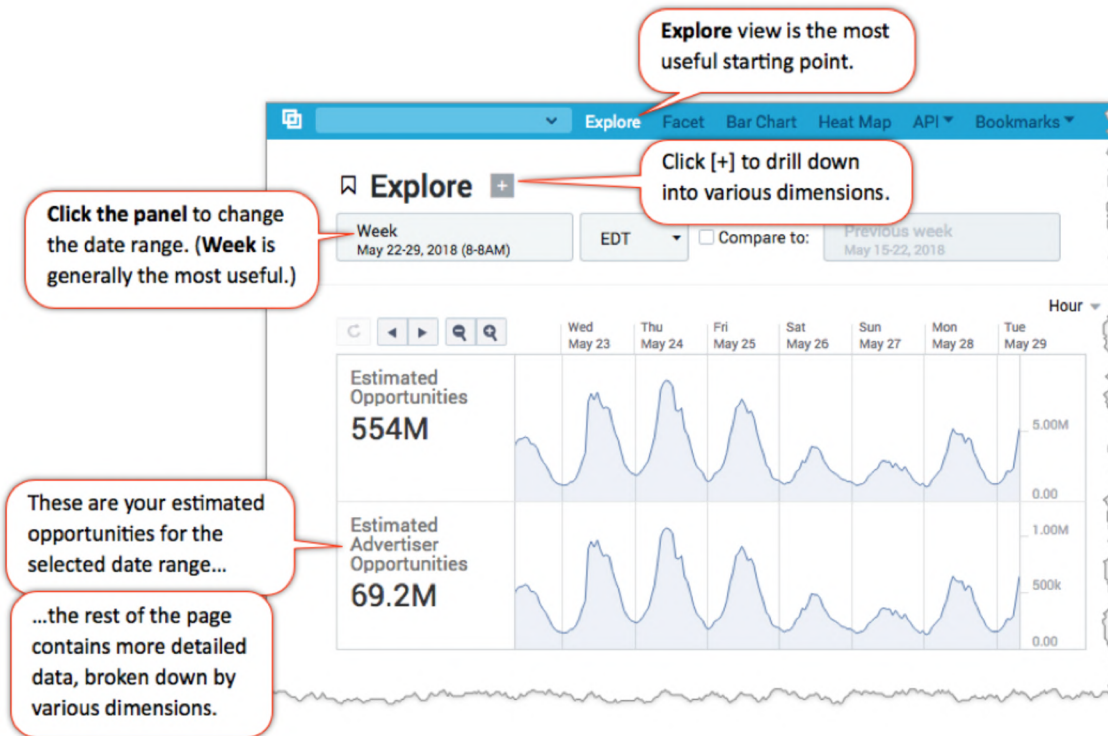 Explore view is the most
useful starting point.
Explore Facet Bar Chart Heat Map API Bookmarks
Click [+] to drill down
into various dimensions.
Explore +
Click the panel to change
the date range. (Week is
generally the most useful.)
Week
May 22-29, 2018 (8-8AM)
EDT
Compare to:
Previous week
May 15-22, 2018
Hour
Wed Thu Fri Sat Sun Mon Tue
May 23 May 24 May 25 May 26 May 27 May 28 May 29
Estimated
Opportunities
554M
5.00M
0.00
These are your estimated
opportunities for the
selected date range...
Estimated
Advertiser
Opportunities
69.2M
1.00M
500k
0.00
...the rest of the page
contains more detailed
data, broken down by
various dimensions.